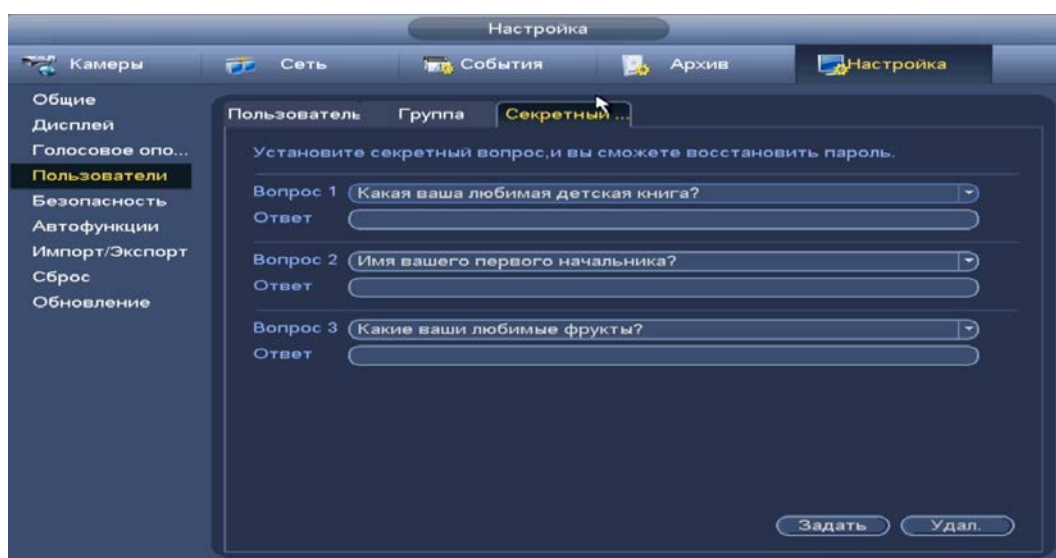 Настройка
Камеры Сеть События Архив Настройка
Общие
Дисплей
Голосовое опо...
Пользователи
Безопасность
Автофункции
Импорт/Экспорт
Сброс
Обновление
Пользователь Группа Секретный ...
Установите секретный вопрос,и вы сможете восстановить пароль.
Вопрос 1 Какая ваша любимая детская книга?
Ответ
Вопрос 2 Имя вашего первого начальника?
Ответ
Вопрос 3 Какие ваши любимые фрукты?
Ответ
Задать Удал.